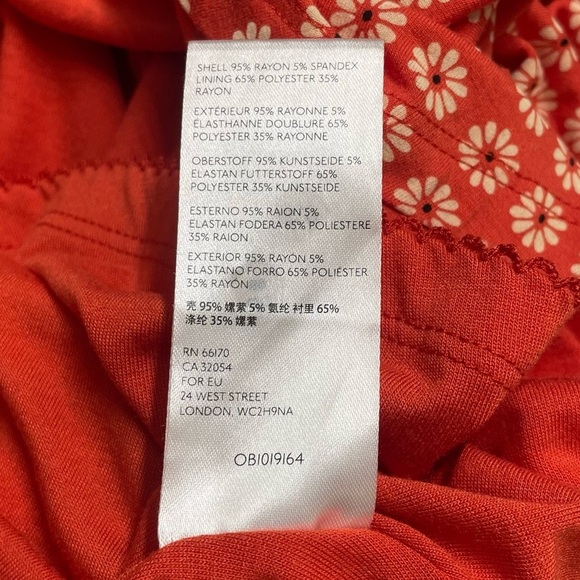 SHELL 95% RAYON 5% SPANDEX
LINING 65% POLYESTER 35%
RAYON
EXTÉRIEUR 95% RAYONNE 5%
ÉLASTHANNE DOUBLURE 65%
POLYESTER 35% RAYONNE
OBERSTOFF 95% KUNSTSEIDE 5%
ELASTAN FUTTERSTOFF 65%
POLYESTER 35% KUNSTSEIDE
ESTERNO 95% RAION 5%
ELASTAN FODERA 65% POLIESTERE
35% RAION
EXTERIOR 95% RAYÓN 5%
ELASTANO FORRO 65% POLIÉSTER
35% RAYÓN
壳 95% 嫘萦 5% 氨纶 衬里 65%
涤纶 35% 嫘萦
RN 66170
CA 32054
FOR EU
24 WEST STREET
LONDON, WC2H9NA
OB1019164